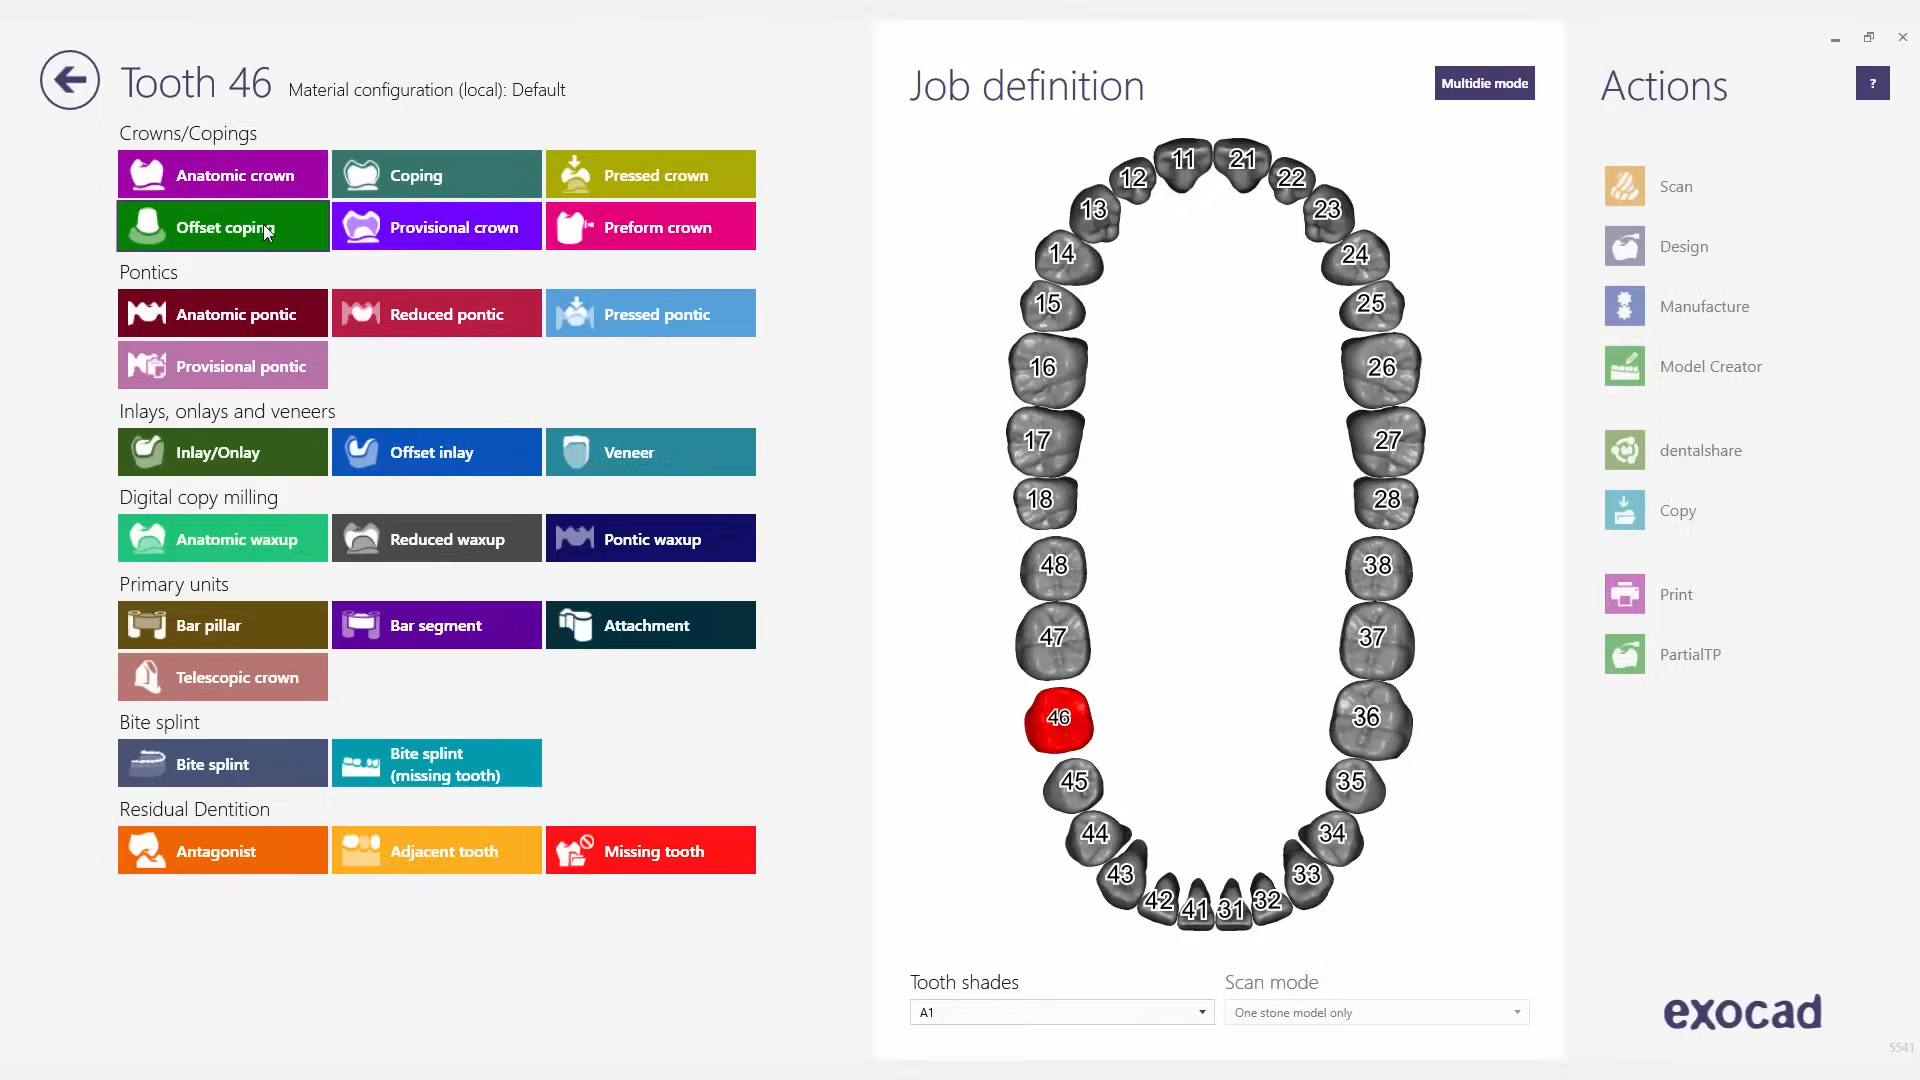 Tooth 46 Material configuration (local): Default
Crowns/Copings
Anatomic crown
Coping
Pressed crown
Offset coping
Provisional crown
Preform crown
Pontics
Anatomic pontic
Reduced pontic
Pressed pontic
Provisional pontic
Inlays, onlays and veneers
Inlay/Onlay
Offset inlay
Veneer
Digital copy milling
Anatomic waxup
Reduced waxup
Pontic waxup
Primary units
Bar pillar
Bar segment
Attachment
Telescopic crown
Bite splint
Bite splint
Bite splint
(missing tooth)
Residual Dentition
Antagonist
Adjacent tooth
Missing tooth
Job definition
Multidie mode
11 21
12 22
13 23
14 24
15 25
16 26
17 27
18 28
48 38
47 37
46 36
45 35
44 34
43 33
42 41 31 32
Tooth shades
A1
Scan mode
One stone model only
Actions
?
Scan
Design
Manufacture
Model Creator
dentalshare
Copy
Print
PartialTP
exocad
5541